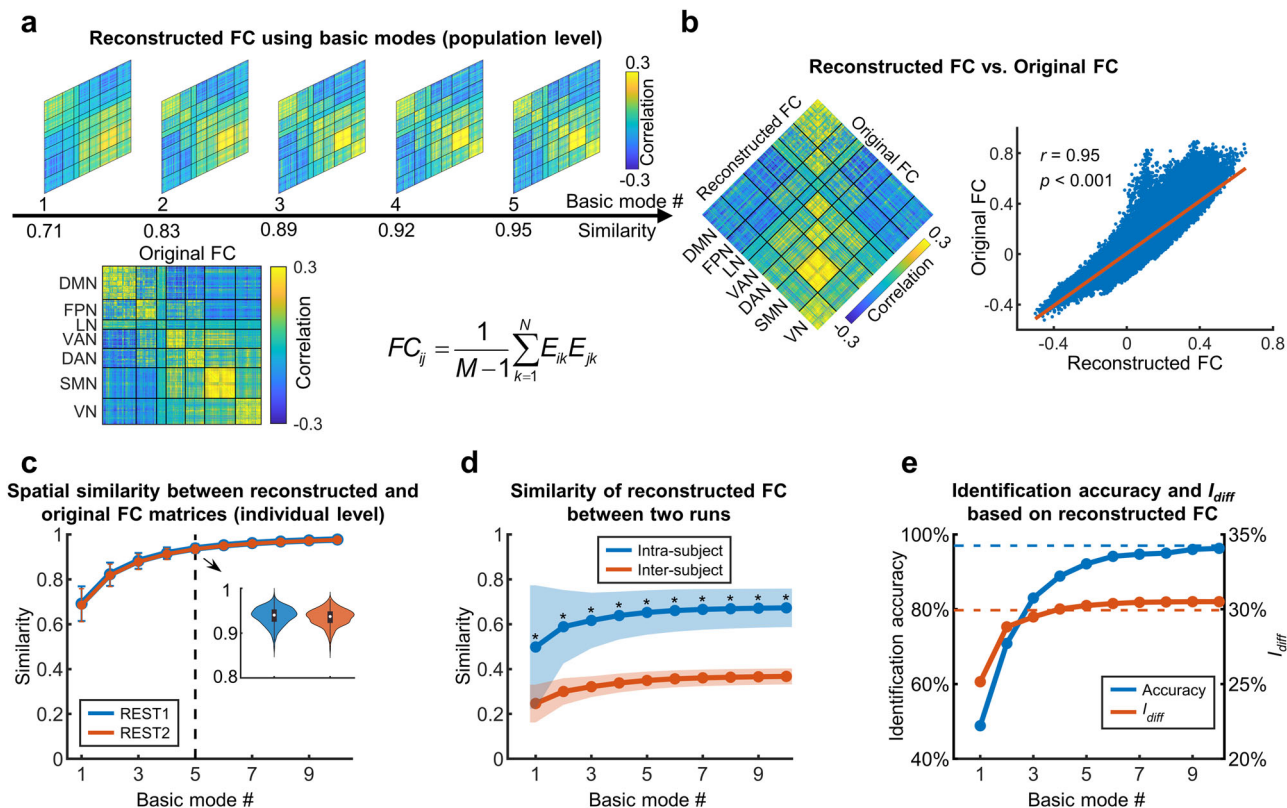 a
Reconstructed FC using basic modes (population level)
0.3
Correlation
-0.3
1 2 3 4 5 Basic mode #
0.71 0.83 0.89 0.92 0.95 Similarity
Original FC
DMN
FPN
LN
VAN
DAN
SMN
VN
0.3
Correlation
-0.3
FC_ij = 1/(M-1) ∑_{k=1}^{N} E_ik E_jk
b
Reconstructed FC vs. Original FC
Reconstructed FC
Original FC
DMN
FPN
LN
VAN
DAN
SMN
VN
0.3
Correlation
-0.3
r = 0.95
p < 0.001
Original FC
0.8
0.4
0
-0.4
-0.4 0 0.4 0.8
Reconstructed FC
c
Spatial similarity between reconstructed and
original FC matrices (individual level)
Similarity
1
0.8
0.6
0.4
0.2
0
1
0.9
0.8
REST1
REST2
1 3 5 7 9
Basic mode #
d
Similarity of reconstructed FC
between two runs
Similarity
1
0.8
0.6
0.4
0.2
0
Intra-subject
Inter-subject
* * * * * * * * * *
1 3 5 7 9
Basic mode #
e
Identification accuracy and I_diff
based on reconstructed FC
Identification accuracy
100%
80%
60%
40%
35%
30%
25%
20%
I_diff
Accuracy
I_diff
1 3 5 7 9
Basic mode #